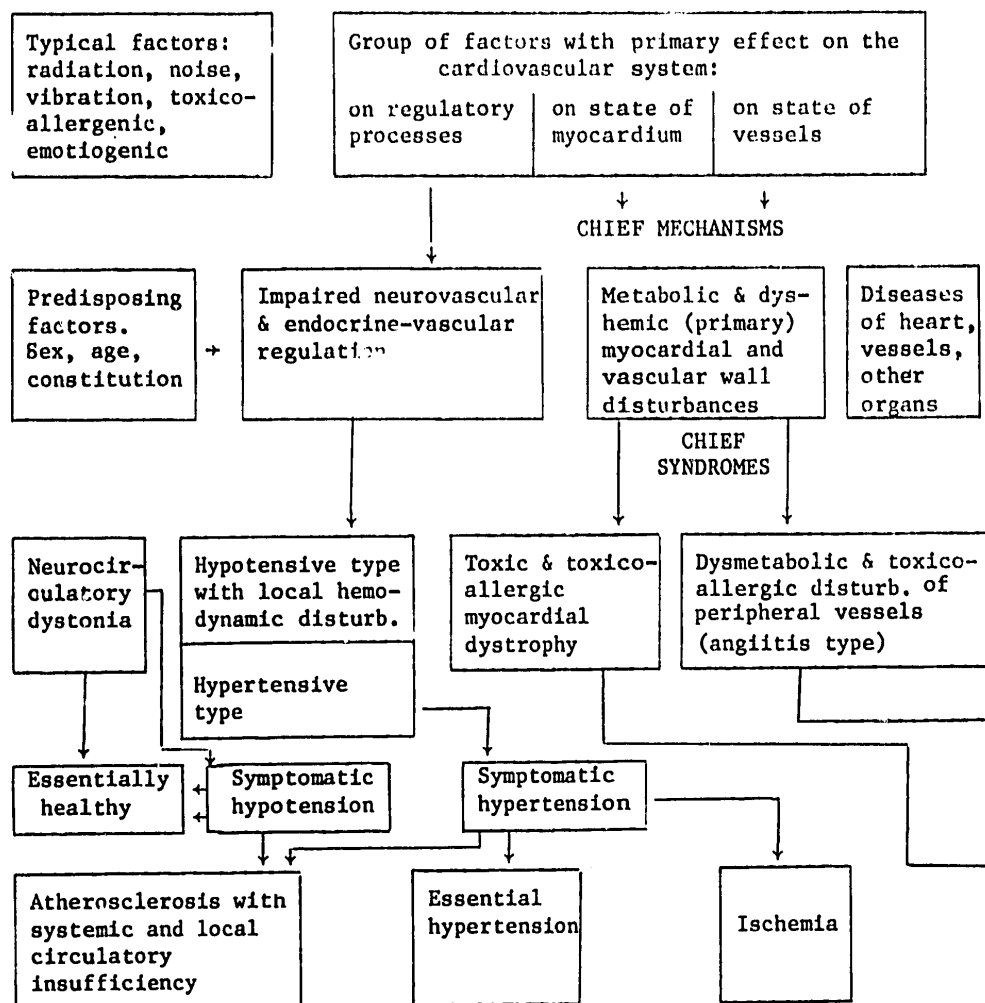 Typical factors:
radiation, noise,
vibration, toxico-
allergenic,
emotiogenic
Group of factors with primary effect on the
cardiovascular system:
on regulatory
processes
on state of
myocardium
on state of
vessels
CHIEF MECHANISMS
Predisposing
factors.
Sex, age,
constitution
Impaired neurovascular
& endocrine-vascular
regulation
Metabolic & dys-
hemic (primary)
myocardial and
vascular wall
disturbances
Diseases
of heart,
vessels,
other
organs
CHIEF
SYNDROMES
Neurocir-
culatory
dystonia
Hypotensive type
with local hemo-
dynamic disturb.
Hypertensive
type
Toxic & toxico-
allergic
myocardial
dystrophy
Dysmetabolic & toxico-
allergic disturb. of
peripheral vessels
(angiitis type)
Essentially
healthy
Symptomatic
hypotension
Symptomatic
hypertension
Atherosclerosis with
systemic and local
circulatory
insufficiency
Essential
hypertension
Ischemia